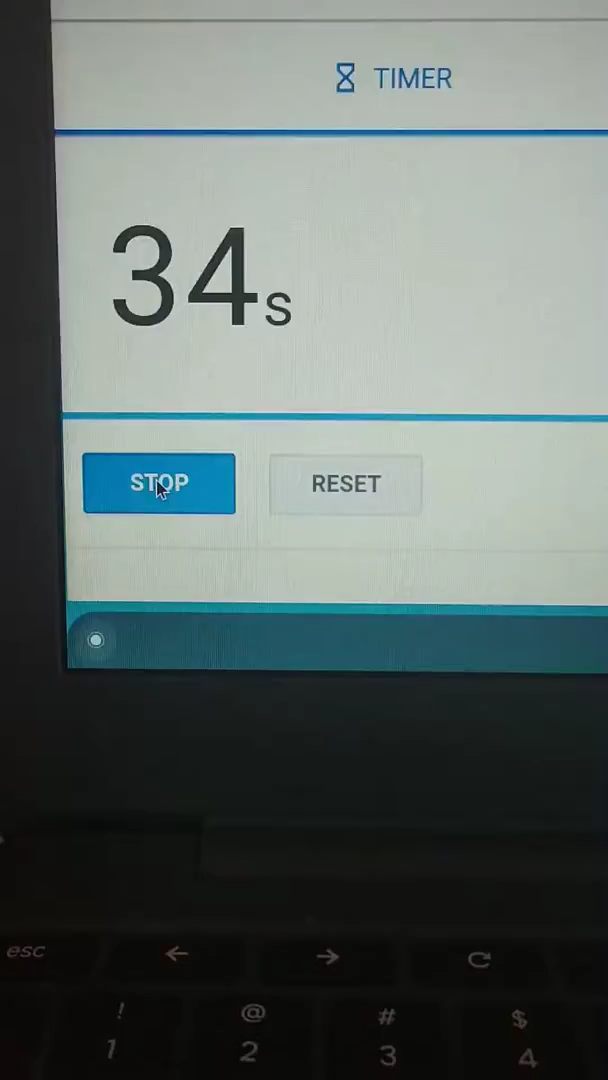 TIMER
34s
STOP RESET
esc ← →
! @ # $
1 2 3 4